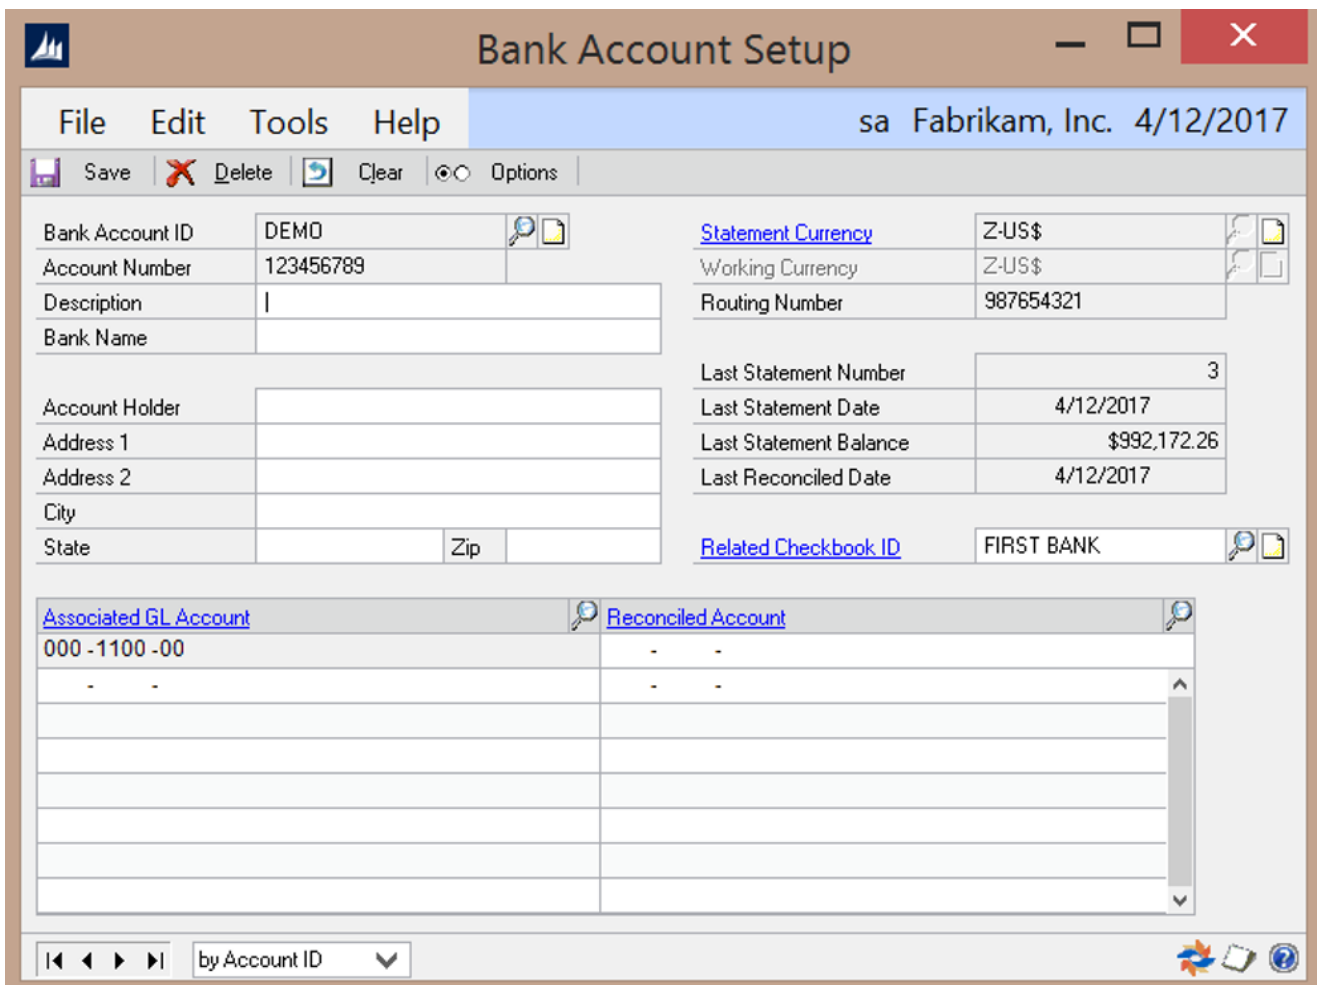 Bank Account Setup
File Edit Tools Help sa Fabrikam, Inc. 4/12/2017
Save Delete Clear Options
Bank Account ID DEMO Statement Currency Z-US$
Account Number 123456789 Working Currency Z-US$
Description Routing Number 987654321
Bank Name
Last Statement Number 3
Account Holder Last Statement Date 4/12/2017
Address 1 Last Statement Balance $992,172.26
Address 2 Last Reconciled Date 4/12/2017
City
State Zip Related Checkbook ID FIRST BANK
Associated GL Account Reconciled Account
000 -1100 -00 - -
- - - -
by Account ID